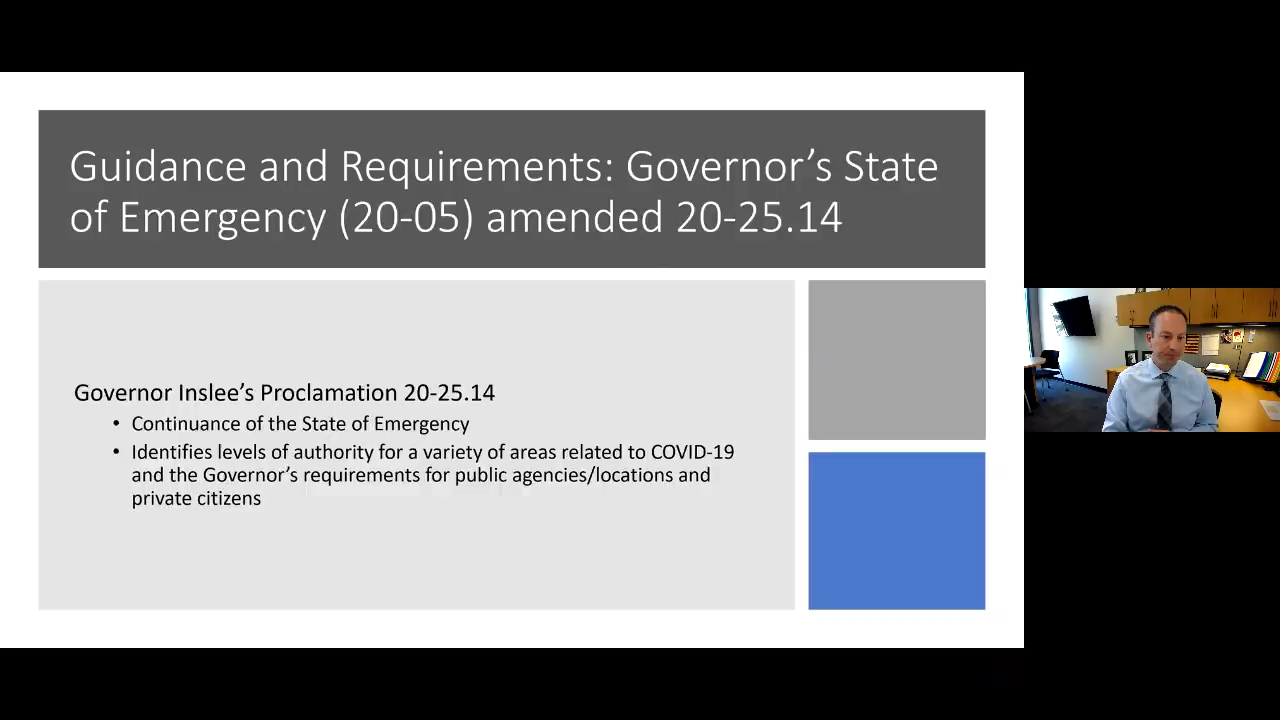 Guidance and Requirements: Governor’s State
of Emergency (20-05) amended 20-25.14
Governor Inslee’s Proclamation 20-25.14
• Continuance of the State of Emergency
• Identifies levels of authority for a variety of areas related to COVID-19
and the Governor’s requirements for public agencies/locations and
private citizens